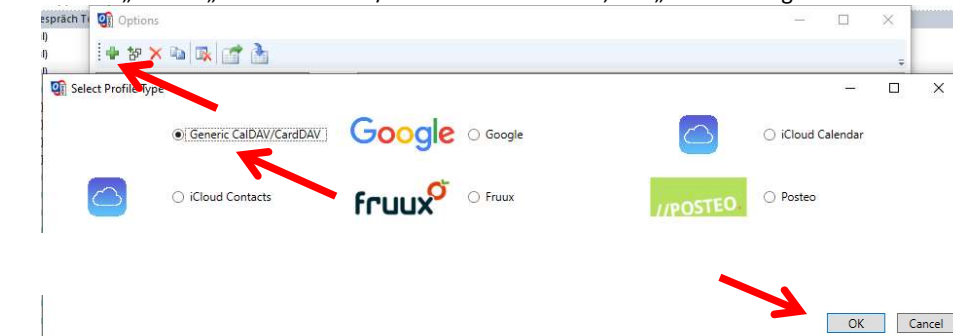 espräch T
Options
Select Profile Type
Generic CalDAV/CardDAV
Google
Google
iCloud Calendar
iCloud Contacts
fruux
Fruux
//POSTEO
Posteo
OK
Cancel